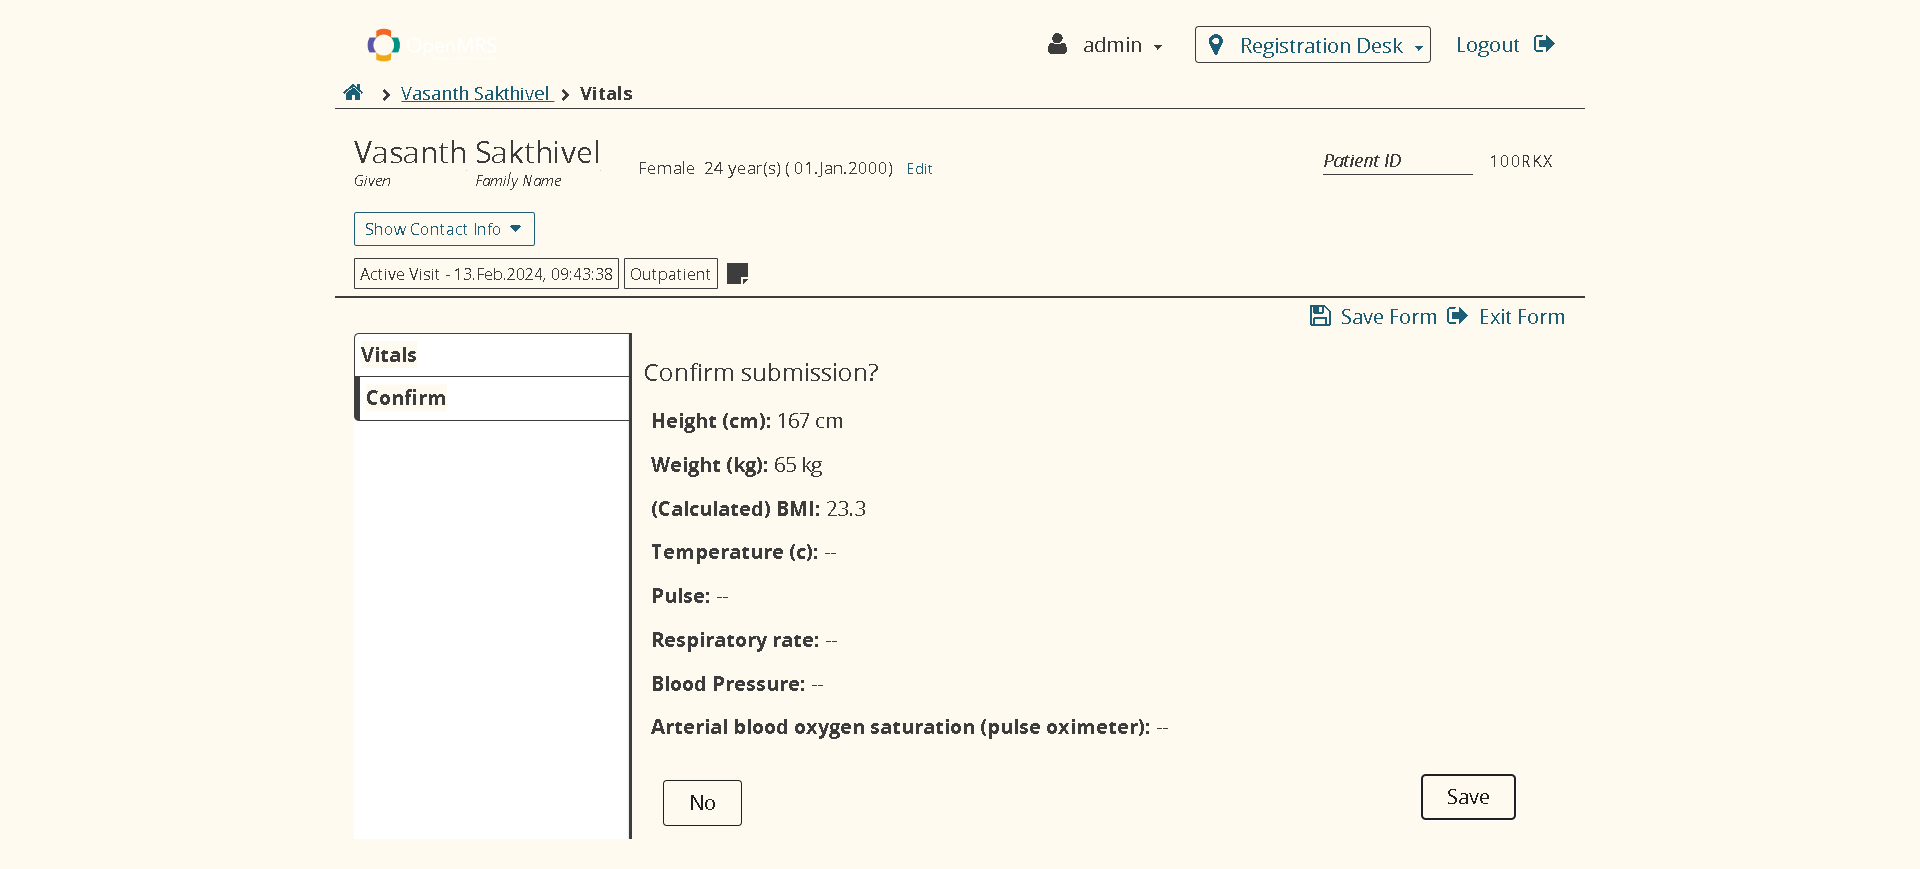 OpenMRS
admin
Registration Desk
Logout
Vasanth Sakthivel
Vitals
Vasanth Sakthivel
Given Family Name
Female 24 year(s) ( 01.Jan.2000) Edit
Patient ID 100RKX
Show Contact Info
Active Visit - 13.Feb.2024, 09:43:38 Outpatient
Save Form Exit Form
Vitals
Confirm
Confirm submission?
Height (cm): 167 cm
Weight (kg): 65 kg
(Calculated) BMI: 23.3
Temperature (c): --
Pulse: --
Respiratory rate: --
Blood Pressure: --
Arterial blood oxygen saturation (pulse oximeter): --
No
Save